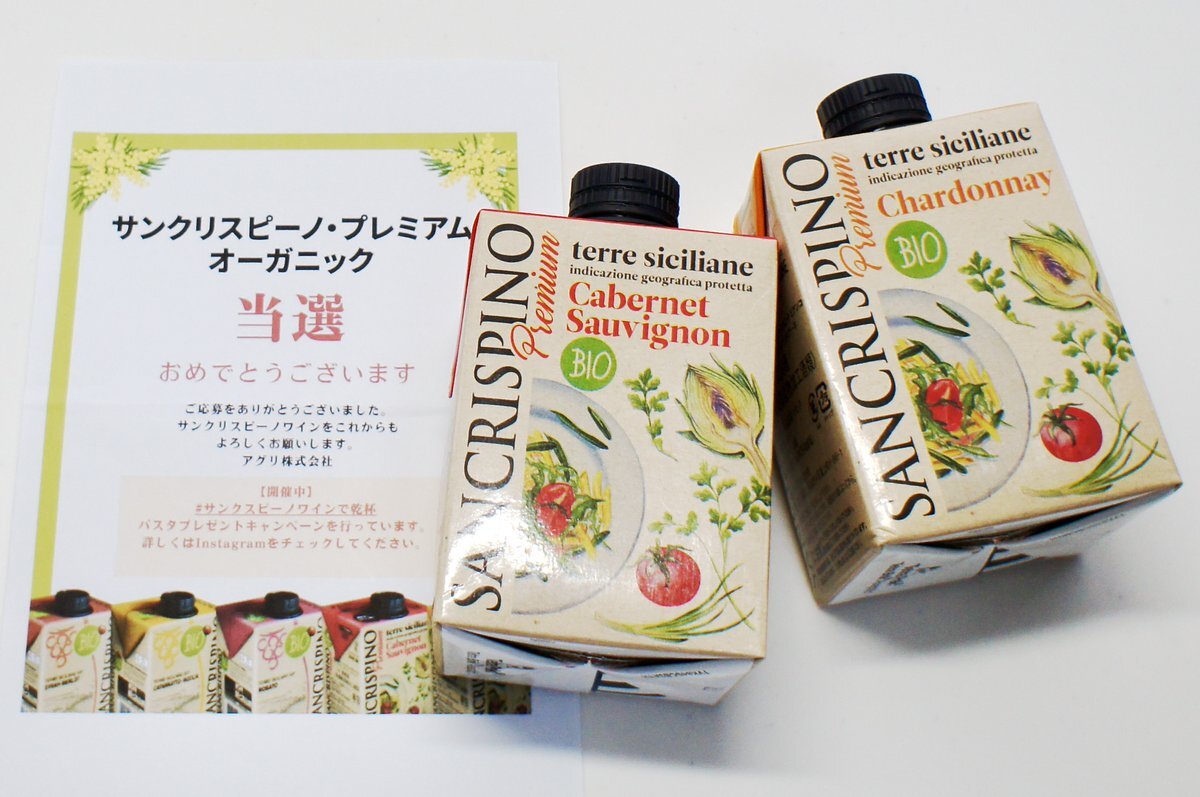 サンクリスピーノ・プレミアム
オーガニック
当選
おめでとうございます
ご応募をありがとうございました。
サンクリスピーノワインをこれからも
よろしくお願いします。
アグリ株式会社
【開催中】
#サンクスピーノワインで乾杯
パスタプレゼントキャンペーンを行っています。
詳しくはInstagramをチェックしてください。
BIO
BIO
BIO
ANCRISPINO
terre siciliane
Cabernet
Sauvignon
SANCRISPINO
Premium
terre siciliane
indicazione geografica protetta
Cabernet
Sauvignon
BIO
SANCRISPINO
Premium
terre siciliane
indicazione geografica protetta
Chardonnay
BIO